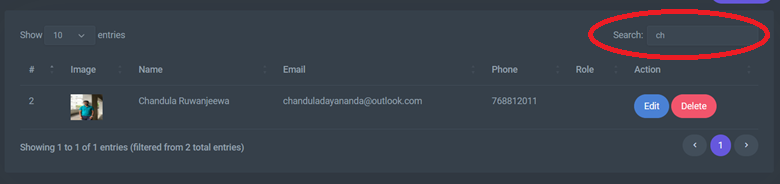 Show 10 entries Search: ch
# Image Name Email Phone Role Action
2 Chandula Ruwanjeewa chanduladayananda@outlook.com 768812011 Edit Delete
Showing 1 to 1 of 1 entries (filtered from 2 total entries) 1